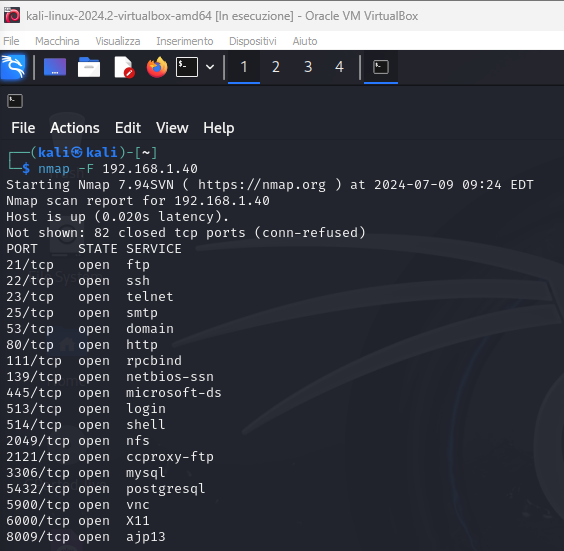 kali-linux-2024.2-virtualbox-amd64 [In esecuzione] - Oracle VM VirtualBox
File Macchina Visualizza Inserimento Dispositivi Aiuto
1 2 3 4
File Actions Edit View Help
(kali㉿kali)-[~]
$ nmap -F 192.168.1.40
Starting Nmap 7.94SVN ( https://nmap.org ) at 2024-07-09 09:24 EDT
Nmap scan report for 192.168.1.40
Host is up (0.020s latency).
Not shown: 82 closed tcp ports (conn-refused)
PORT STATE SERVICE
21/tcp open ftp
22/tcp open ssh
23/tcp open telnet
25/tcp open smtp
53/tcp open domain
80/tcp open http
111/tcp open rpcbind
139/tcp open netbios-ssn
445/tcp open microsoft-ds
513/tcp open login
514/tcp open shell
2049/tcp open nfs
2121/tcp open ccproxy-ftp
3306/tcp open mysql
5432/tcp open postgresql
5900/tcp open vnc
6000/tcp open X11
8009/tcp open ajp13